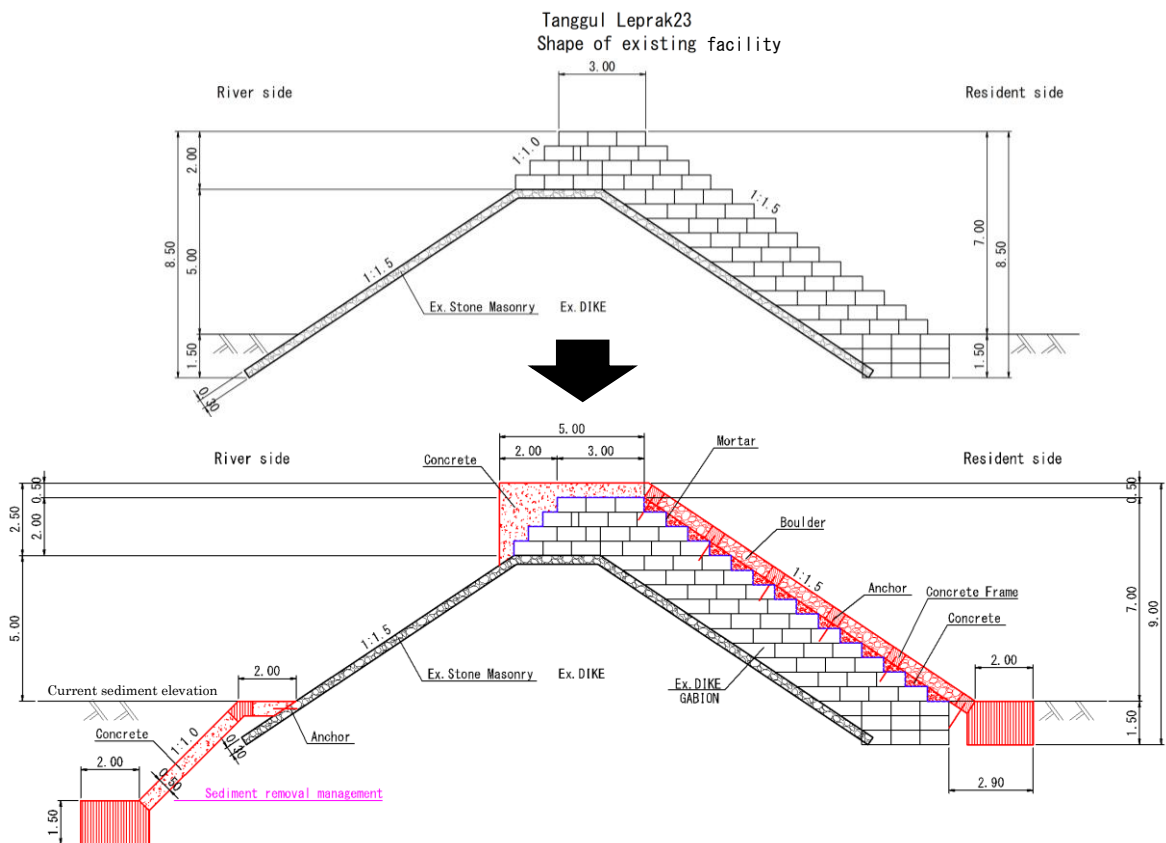 Tanggul Leprak23
Shape of existing facility
3.00
River side
Resident side
8.50
2.00
5.00
1.50
0.30
1:1.0
1:1.5
1:1.5
7.00
8.50
1.50
Ex.Stone Masonry
Ex.DIKE
5.00
2.00
3.00
River side
Resident side
Concrete
Mortar
0.50
2.50
2.00
5.00
0.50
7.00
9.00
1.50
Boulder
1:1.5
Anchor
Concrete Frame
Concrete
1:1.5
2.00
2.00
Ex.Stone Masonry
Ex.DIKE
Ex.DIKE
GABION
Current sediment elevation
Concrete
1:1.0
0.30
Anchor
2.00
0.50
Sediment removal management
1.50
2.90